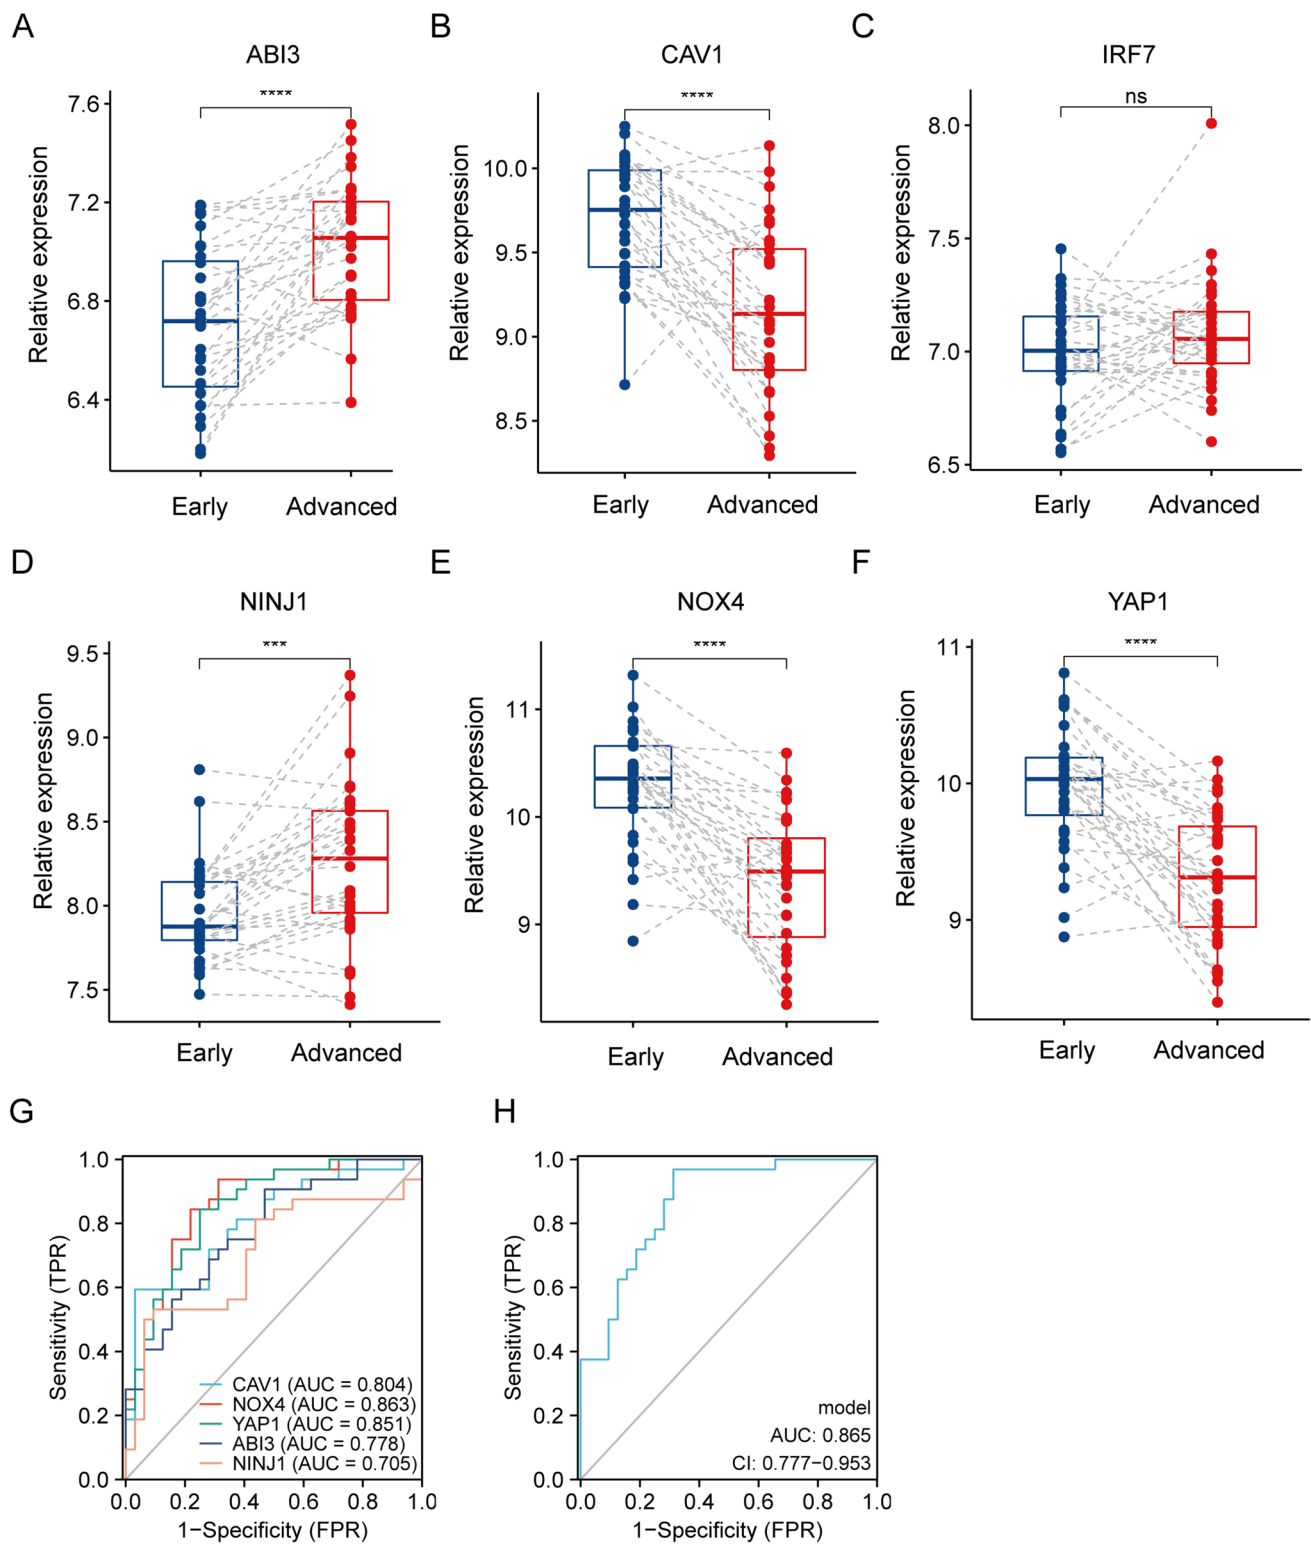 A
ABI3
****
7.6
7.2
6.8
6.4
Relative expression
Early
Advanced
B
CAV1
****
10.0
9.5
9.0
8.5
Relative expression
Early
Advanced
C
IRF7
ns
8.0
7.5
7.0
6.5
Relative expression
Early
Advanced
D
NINJ1
***
9.5
9.0
8.5
8.0
7.5
Relative expression
Early
Advanced
E
NOX4
****
11
10
9
Relative expression
Early
Advanced
F
YAP1
****
11
10
9
Relative expression
Early
Advanced
G
1.0
0.8
0.6
0.4
0.2
0.0
Sensitivity (TPR)
CAV1 (AUC = 0.804)
NOX4 (AUC = 0.863)
YAP1 (AUC = 0.851)
ABI3 (AUC = 0.778)
NINJ1 (AUC = 0.705)
0.0 0.2 0.4 0.6 0.8 1.0
1−Specificity (FPR)
H
1.0
0.8
0.6
0.4
0.2
0.0
Sensitivity (TPR)
model
AUC: 0.865
CI: 0.777−0.953
0.0 0.2 0.4 0.6 0.8 1.0
1−Specificity (FPR)